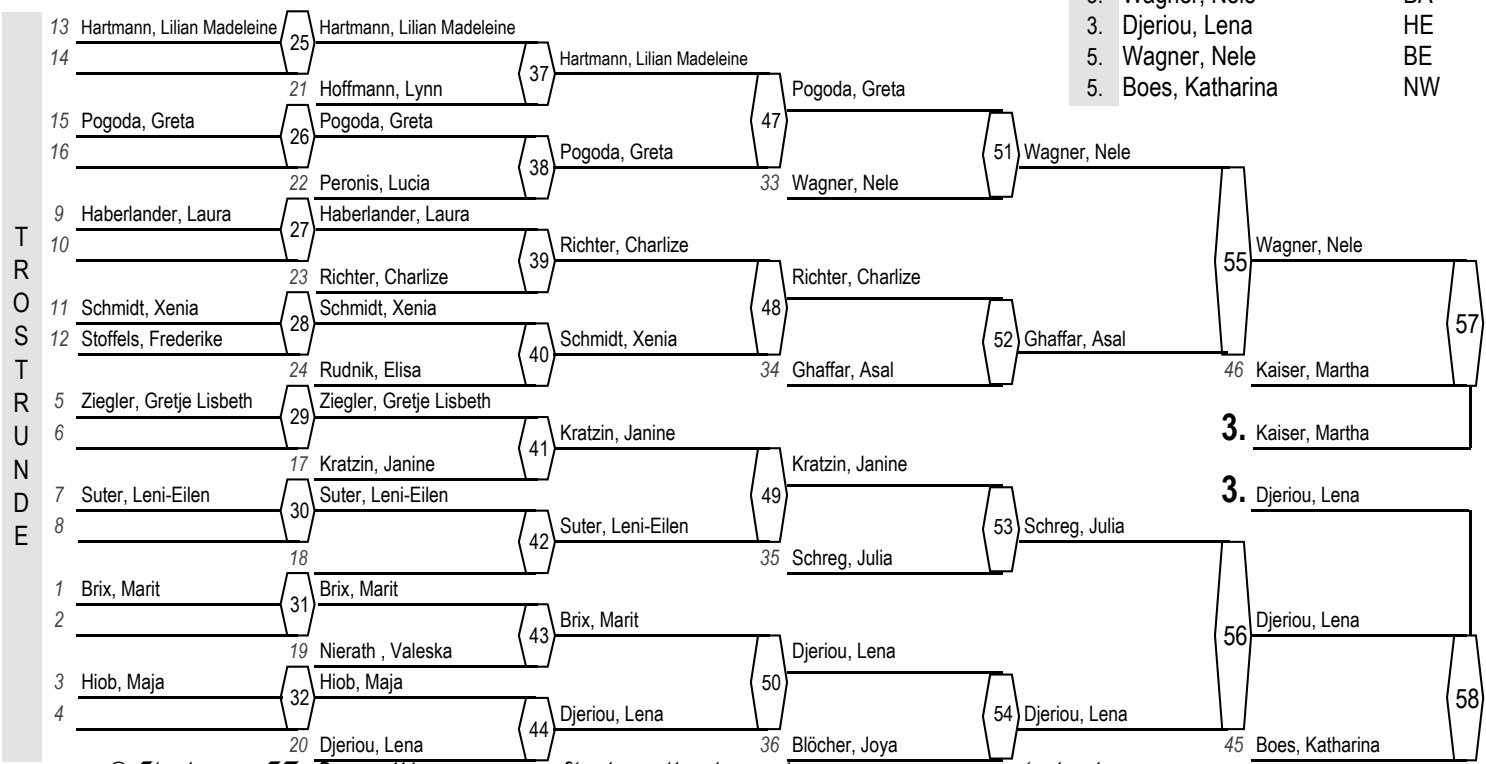 3. Wagner, Nele BA
3. Djeriou, Lena HE
5. Wagner, Nele BE
5. Boes, Katharina NW
TROSTRUNDE
13 Hartmann, Lilian Madeleine 25 Hartmann, Lilian Madeleine
14 37 Hartmann, Lilian Madeleine
21 Hoffmann, Lynn 47 Pogoda, Greta
15 Pogoda, Greta 26 Pogoda, Greta
16 38 Pogoda, Greta 51 Wagner, Nele
22 Peronis, Lucia 33 Wagner, Nele
9 Haberlander, Laura 27 Haberlander, Laura
10 39 Richter, Charlize 55 Wagner, Nele
23 Richter, Charlize 48 Richter, Charlize
11 Schmidt, Xenia 28 Schmidt, Xenia 57
12 Stoffels, Frederike 40 Schmidt, Xenia 52 Ghaffar, Asal
24 Rudnik, Elisa 34 Ghaffar, Asal 46 Kaiser, Martha
5 Ziegler, Gretje Lisbeth 29 Ziegler, Gretje Lisbeth
6 41 Kratzin, Janine 3. Kaiser, Martha
17 Kratzin, Janine 49 Kratzin, Janine
7 Suter, Leni-Eilen 30 Suter, Leni-Eilen 3. Djeriou, Lena
8 42 Suter, Leni-Eilen 53 Schreg, Julia
18 35 Schreg, Julia
1 Brix, Marit 31 Brix, Marit
2 43 Brix, Marit 56 Djeriou, Lena
19 Nierath , Valeska 50 Djeriou, Lena
3 Hiob, Maja 32 Hiob, Maja 58
4 44 Djeriou, Lena 54 Djeriou, Lena
20 Djeriou, Lena 36 Blöcher, Joya 45 Boes, Katharina